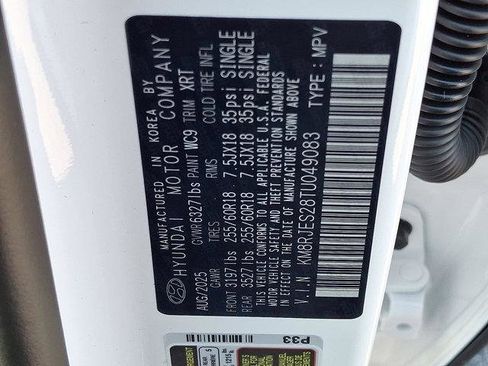 MANUFACTURED IN KOREA BY
HYUNDAI MOTOR COMPANY
GVWR 6327lbs PAINT WC9 TRIM XRT
AUG/2025 GAWR TIRES RIMS COLD TIRE INFL
FRONT 3197 lbs 255/60R18 7.5JX18 35psi SINGLE
REAR 3527 lbs 255/60R18 7.5JX18 35psi SINGLE
THIS VEHICLE CONFORMS TO ALL APPLICABLE U.S.A. FEDERAL
MOTOR VEHICLE SAFETY AND THEFT PREVENTION STANDARDS
IN EFFECT ON THE DATE OF MANUFACTURE SHOWN ABOVE
V.I.N: KM8RJES28TU049083 TYPE : MPV
P33